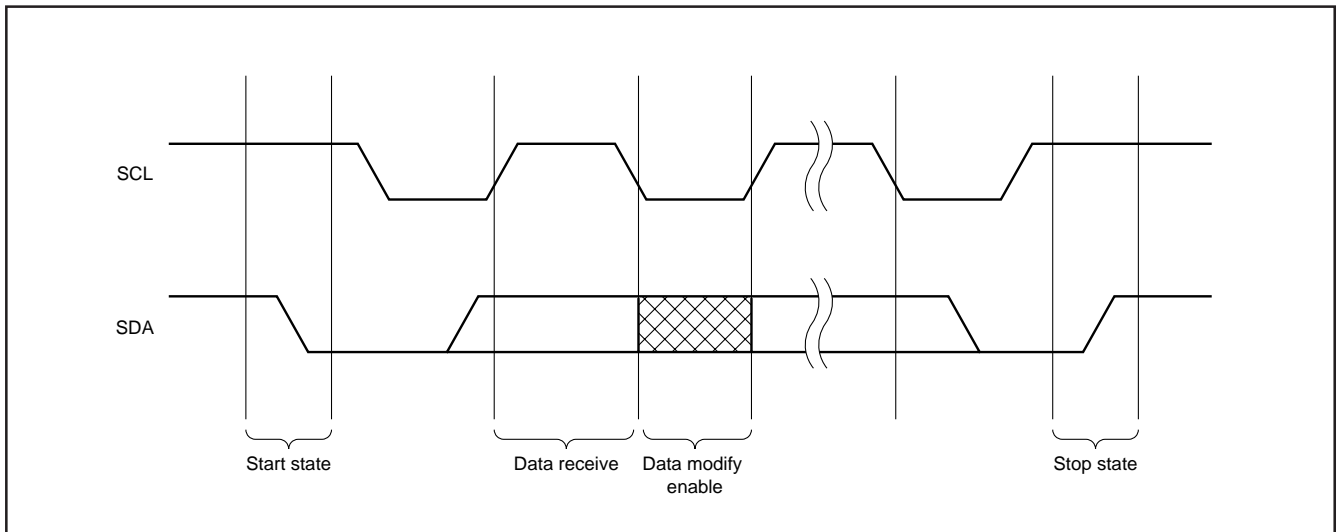 SCL
SDA
Start state
Data receive
Data modify
enable
Stop state